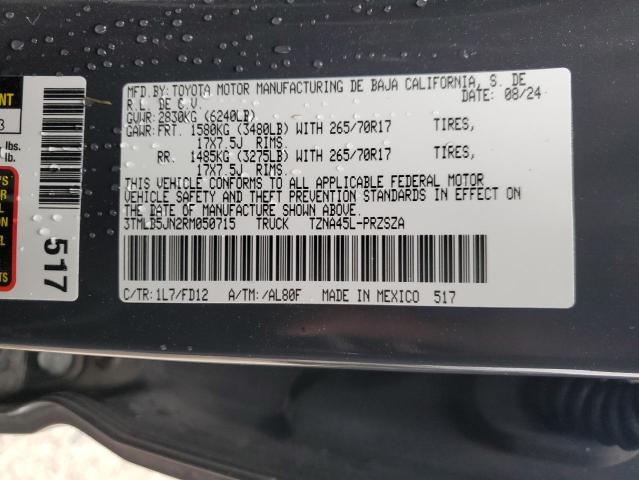 MFD.BY: TOYOTA MOTOR MANUFACTURING DE BAJA CALIFORNIA, S. DE
R.L. DE C.V. DATE: 08/24
GVWR: 2830KG (6240LB)
GAWR: FRT. 1580KG (3480LB) WITH 265/70R17 TIRES,
17X7.5J RIMS.
RR. 1485KG (3275LB) WITH 265/70R17 TIRES,
17X7.5J RIMS.
THIS VEHICLE CONFORMS TO ALL APPLICABLE FEDERAL MOTOR
VEHICLE SAFETY AND THEFT PREVENTION STANDARDS IN EFFECT ON
THE DATE OF MANUFACTURE SHOWN ABOVE.
3TMLB5JN2RM050715 TRUCK TZNA45L-PRZSZA
C/TR: 1L7/FD12 A/TM: /AL80F MADE IN MEXICO 517
3
lbs.
lb.
517